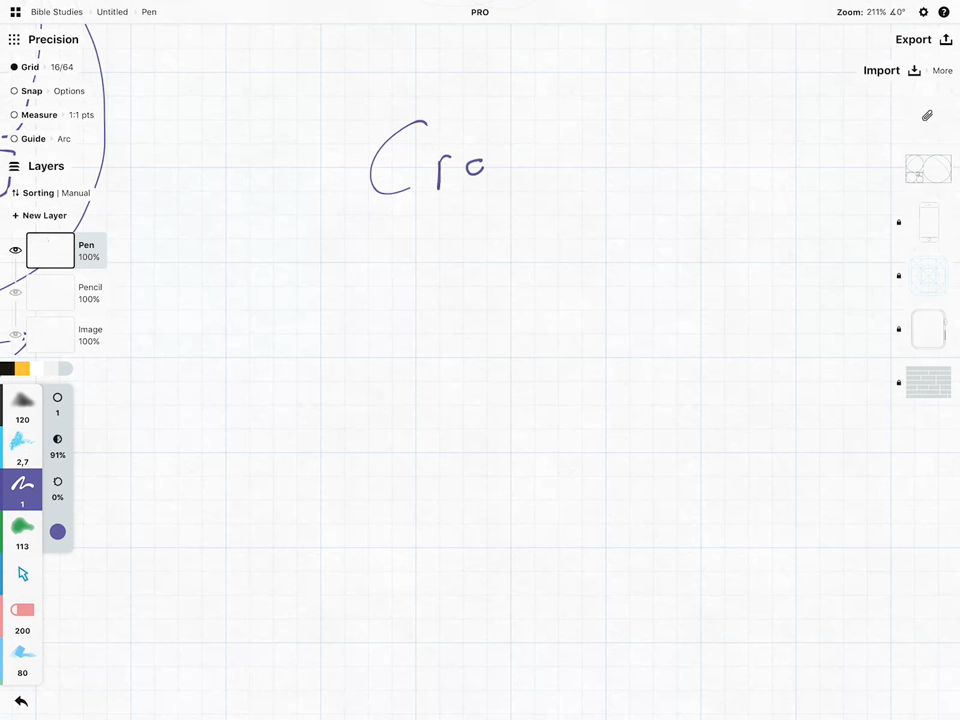 Bible Studies › Untitled › Pen
PRO
Zoom: 211% ∠0°
Precision
Export
Grid › 16/64
Import
More
Snap › Options
Measure › 1:1 pts
Guide › Arc
Cro
Layers
Sorting | Manual
+ New Layer
Pen
100%
Pencil
100%
Image
100%
120
1
2,7
91%
1
0%
113
200
80